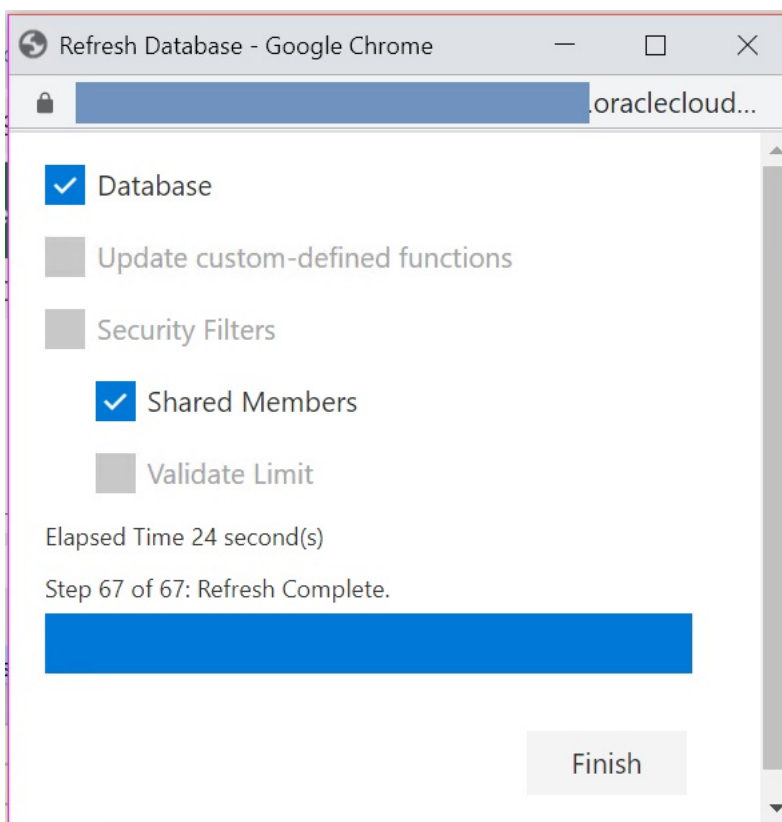 Refresh Database - Google Chrome
.oraclecloud...
Database
Update custom-defined functions
Security Filters
Shared Members
Validate Limit
Elapsed Time 24 second(s)
Step 67 of 67: Refresh Complete.
Finish